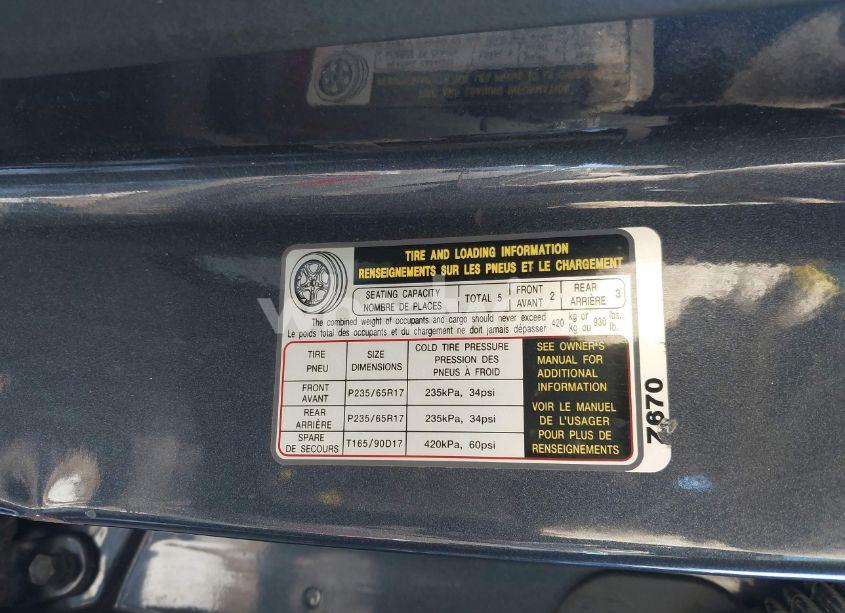 TIRE AND LOADING INFORMATION
RENSEIGNEMENTS SUR LES PNEUS ET LE CHARGEMENT
SEATING CAPACITY
NOMBRE DE PLACES
TOTAL 5
FRONT
AVANT 2
REAR
ARRIÈRE 3
The combined weight of occupants and cargo should never exceed 420 kg or 930 lbs.
Le poids total des occupants et du chargement ne doit jamais dépasser 420 kg ou 930 lb.
TIRE
PNEU
SIZE
DIMENSIONS
COLD TIRE PRESSURE
PRESSION DES
PNEUS À FROID
FRONT
AVANT
P235/65R17
235kPa, 34psi
REAR
ARRIÈRE
P235/65R17
235kPa, 34psi
SPARE
DE SECOURS
T165/90D17
420kPa, 60psi
SEE OWNER'S
MANUAL FOR
ADDITIONAL
INFORMATION
VOIR LE MANUEL
DE L'USAGER
POUR PLUS DE
RENSEIGNEMENTS
7670